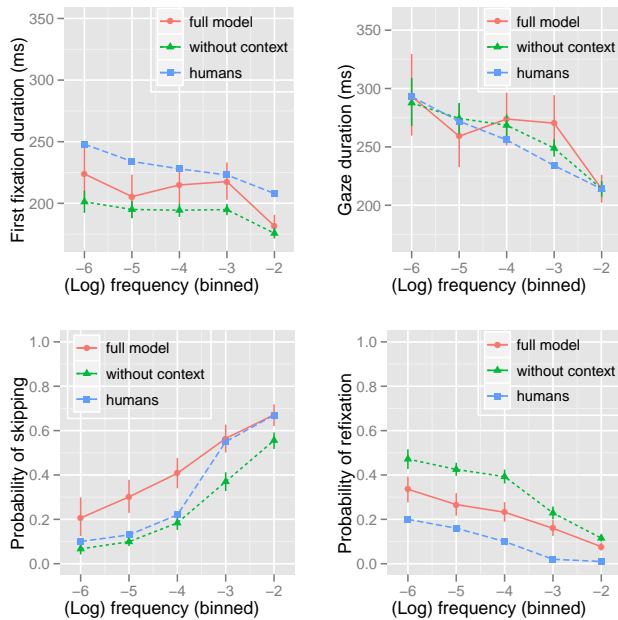 First fixation duration (ms)
350
300
250
200
full model
without context
humans
−6 −5 −4 −3 −2
(Log) frequency (binned)
Gaze duration (ms)
350
300
250
200
full model
without context
humans
−6 −5 −4 −3 −2
(Log) frequency (binned)
Probability of skipping
1.0
0.8
0.6
0.4
0.2
0.0
full model
without context
humans
−6 −5 −4 −3 −2
(Log) frequency (binned)
Probability of refixation
1.0
0.8
0.6
0.4
0.2
0.0
full model
without context
humans
−6 −5 −4 −3 −2
(Log) frequency (binned)